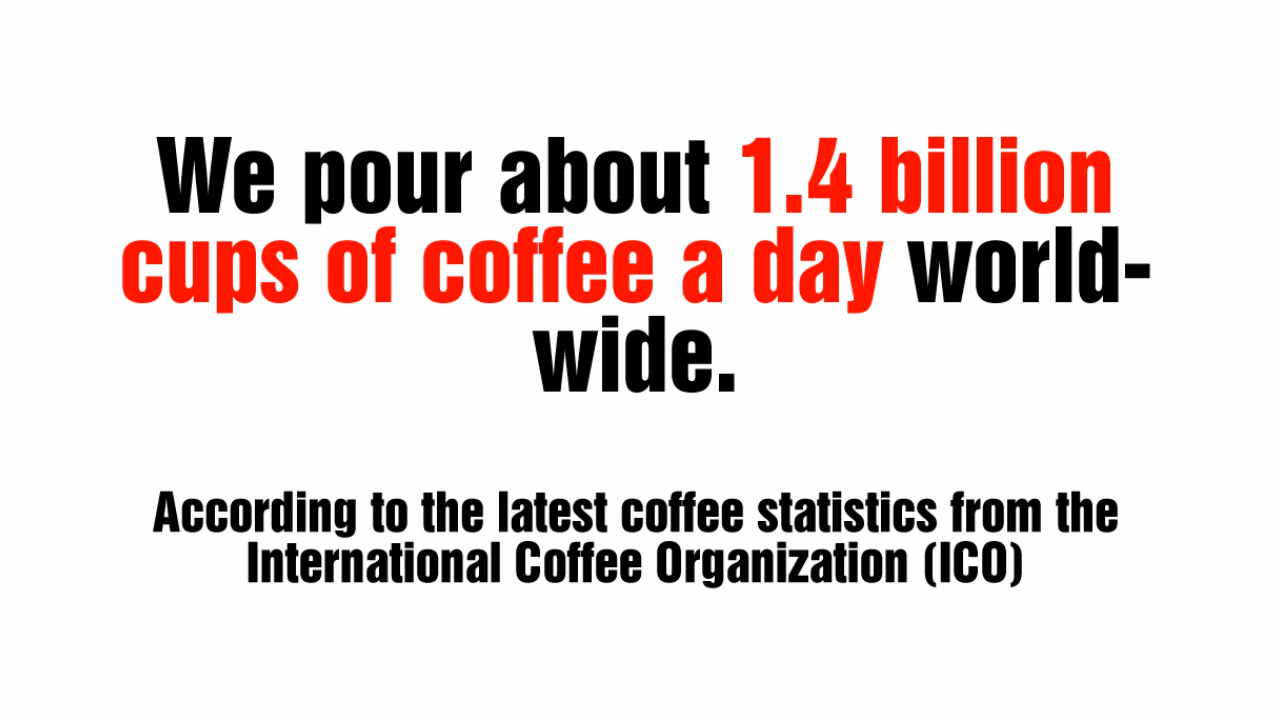 We pour about 1.4 billion
cups of coffee a day world-
wide.
According to the latest coffee statistics from the
International Coffee Organization (ICO)